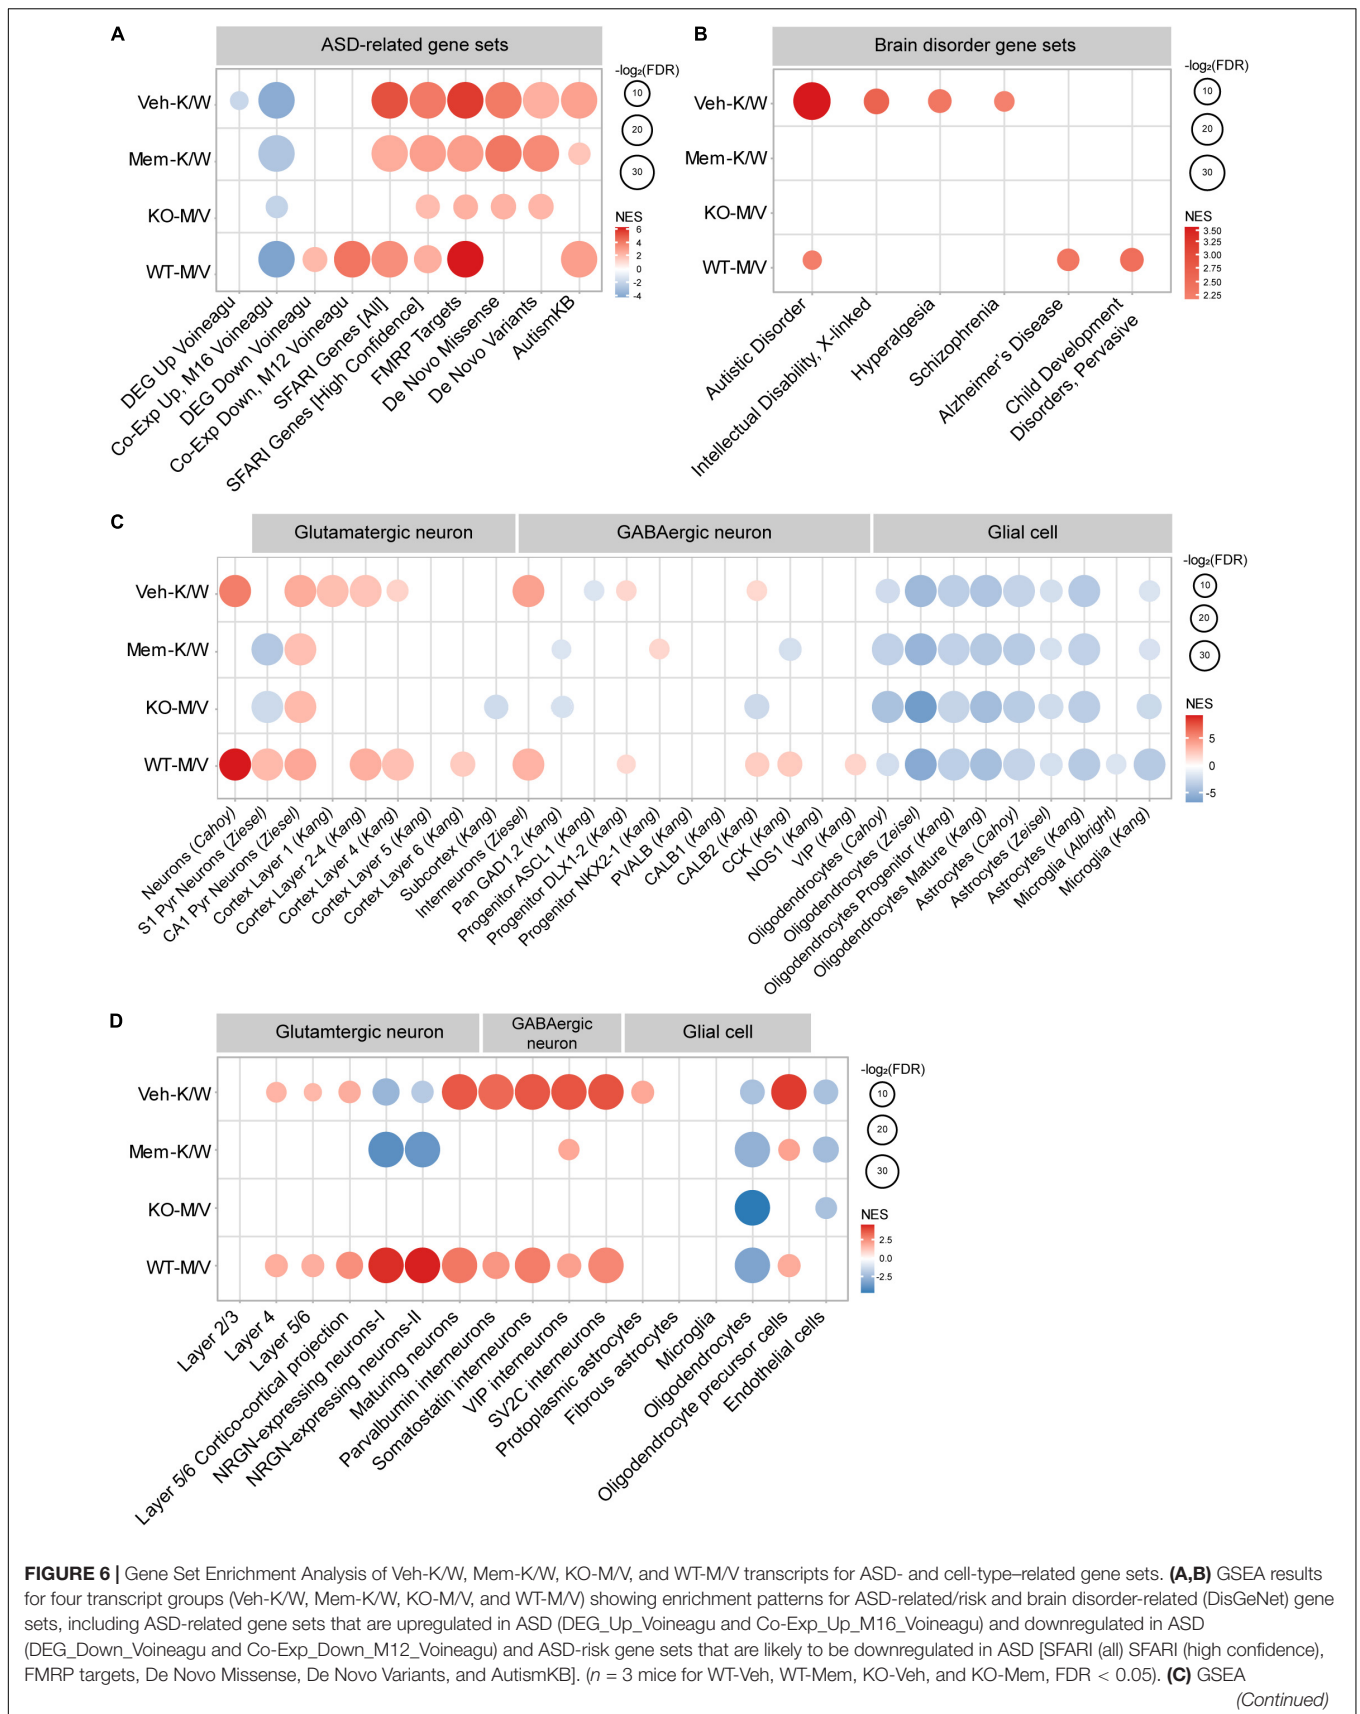 A
ASD-related gene sets
Veh-K/W
Mem-K/W
KO-M/V
WT-M/V
DEG Up Voineagu
Co-Exp Up, M16 Voineagu
DEG Down Voineagu
Co-Exp Down, M12 Voineagu
SFARI Genes [All]
SFARI Genes [High Confidence]
FMRP Targets
De Novo Missense
De Novo Variants
AutismKB
-log₂(FDR)
10
20
30
NES
6
4
2
0
-2
-4
B
Brain disorder gene sets
Veh-K/W
Mem-K/W
KO-M/V
WT-M/V
Autistic Disorder
Intellectual Disability, X-linked
Hyperalgesia
Schizophrenia
Alzheimer's Disease
Child Development
Disorders, Pervasive
-log₂(FDR)
10
20
30
NES
3.50
3.25
2.75
2.50
2.25
C
Glutamatergic neuron
GABAergic neuron
Glial cell
Veh-K/W
Mem-K/W
KO-M/V
WT-M/V
Neurons (Cahoy)
S1 Pyr Neurons (Ziesel)
CA1 Pyr Neurons (Ziesel)
Cortex Layer 1 (Kang)
Cortex Layer 2-4 (Kang)
Cortex Layer 4 (Kang)
Cortex Layer 5 (Kang)
Cortex Layer 6 (Kang)
Subcortex (Kang)
Interneurons (Ziesel)
Pan GAD1,2 (Kang)
Progenitor ASCL1 (Kang)
Progenitor DLX1-2 (Kang)
Progenitor NKX2-1 (Kang)
PVALB (Kang)
CALB1 (Kang)
CALB2 (Kang)
CCK (Kang)
NOS1 (Kang)
VIP (Kang)
Oligodendrocytes (Cahoy)
Oligodendrocytes (Zeisel)
Oligodendrocytes Progenitor (Kang)
Oligodendrocytes Mature (Kang)
Astrocytes (Cahoy)
Astrocytes (Zeisel)
Astrocytes (Kang)
Microglia (Albright)
Microglia (Kang)
-log₂(FDR)
10
20
30
NES
5
0
-5
D
Glutamtergic neuron
GABAergic
neuron
Glial cell
Veh-K/W
Mem-K/W
KO-M/V
WT-M/V
Layer 2/3
Layer 4
Layer 5/6
Layer 5/6 Cortico-cortical projection
NRGN-expressing neurons-I
NRGN-expressing neurons-II
Maturing neurons
Parvalbumin interneurons
Somatostatin interneurons
VIP interneurons
SV2C interneurons
Protoplasmic astrocytes
Fibrous astrocytes
Microglia
Oligodendrocytes
Oligodendrocyte precursor cells
Endothelial cells
-log₂(FDR)
10
20
30
NES
2.5
0.0
-2.5
FIGURE 6 | Gene Set Enrichment Analysis of Veh-K/W, Mem-K/W, KO-M/V, and WT-M/V transcripts for ASD- and cell-type–related gene sets. (A,B) GSEA results
for four transcript groups (Veh-K/W, Mem-K/W, KO-M/V, and WT-M/V) showing enrichment patterns for ASD-related/risk and brain disorder-related (DisGeNet) gene
sets, including ASD-related gene sets that are upregulated in ASD (DEG_Up_Voineagu and Co-Exp_Up_M16_Voineagu) and downregulated in ASD
(DEG_Down_Voineagu and Co-Exp_Down_M12_Voineagu) and ASD-risk gene sets that are likely to be downregulated in ASD [SFARI (all) SFARI (high confidence),
FMRP targets, De Novo Missense, De Novo Variants, and AutismKB]. (n = 3 mice for WT-Veh, WT-Mem, KO-Veh, and KO-Mem, FDR < 0.05). (C) GSEA
(Continued)